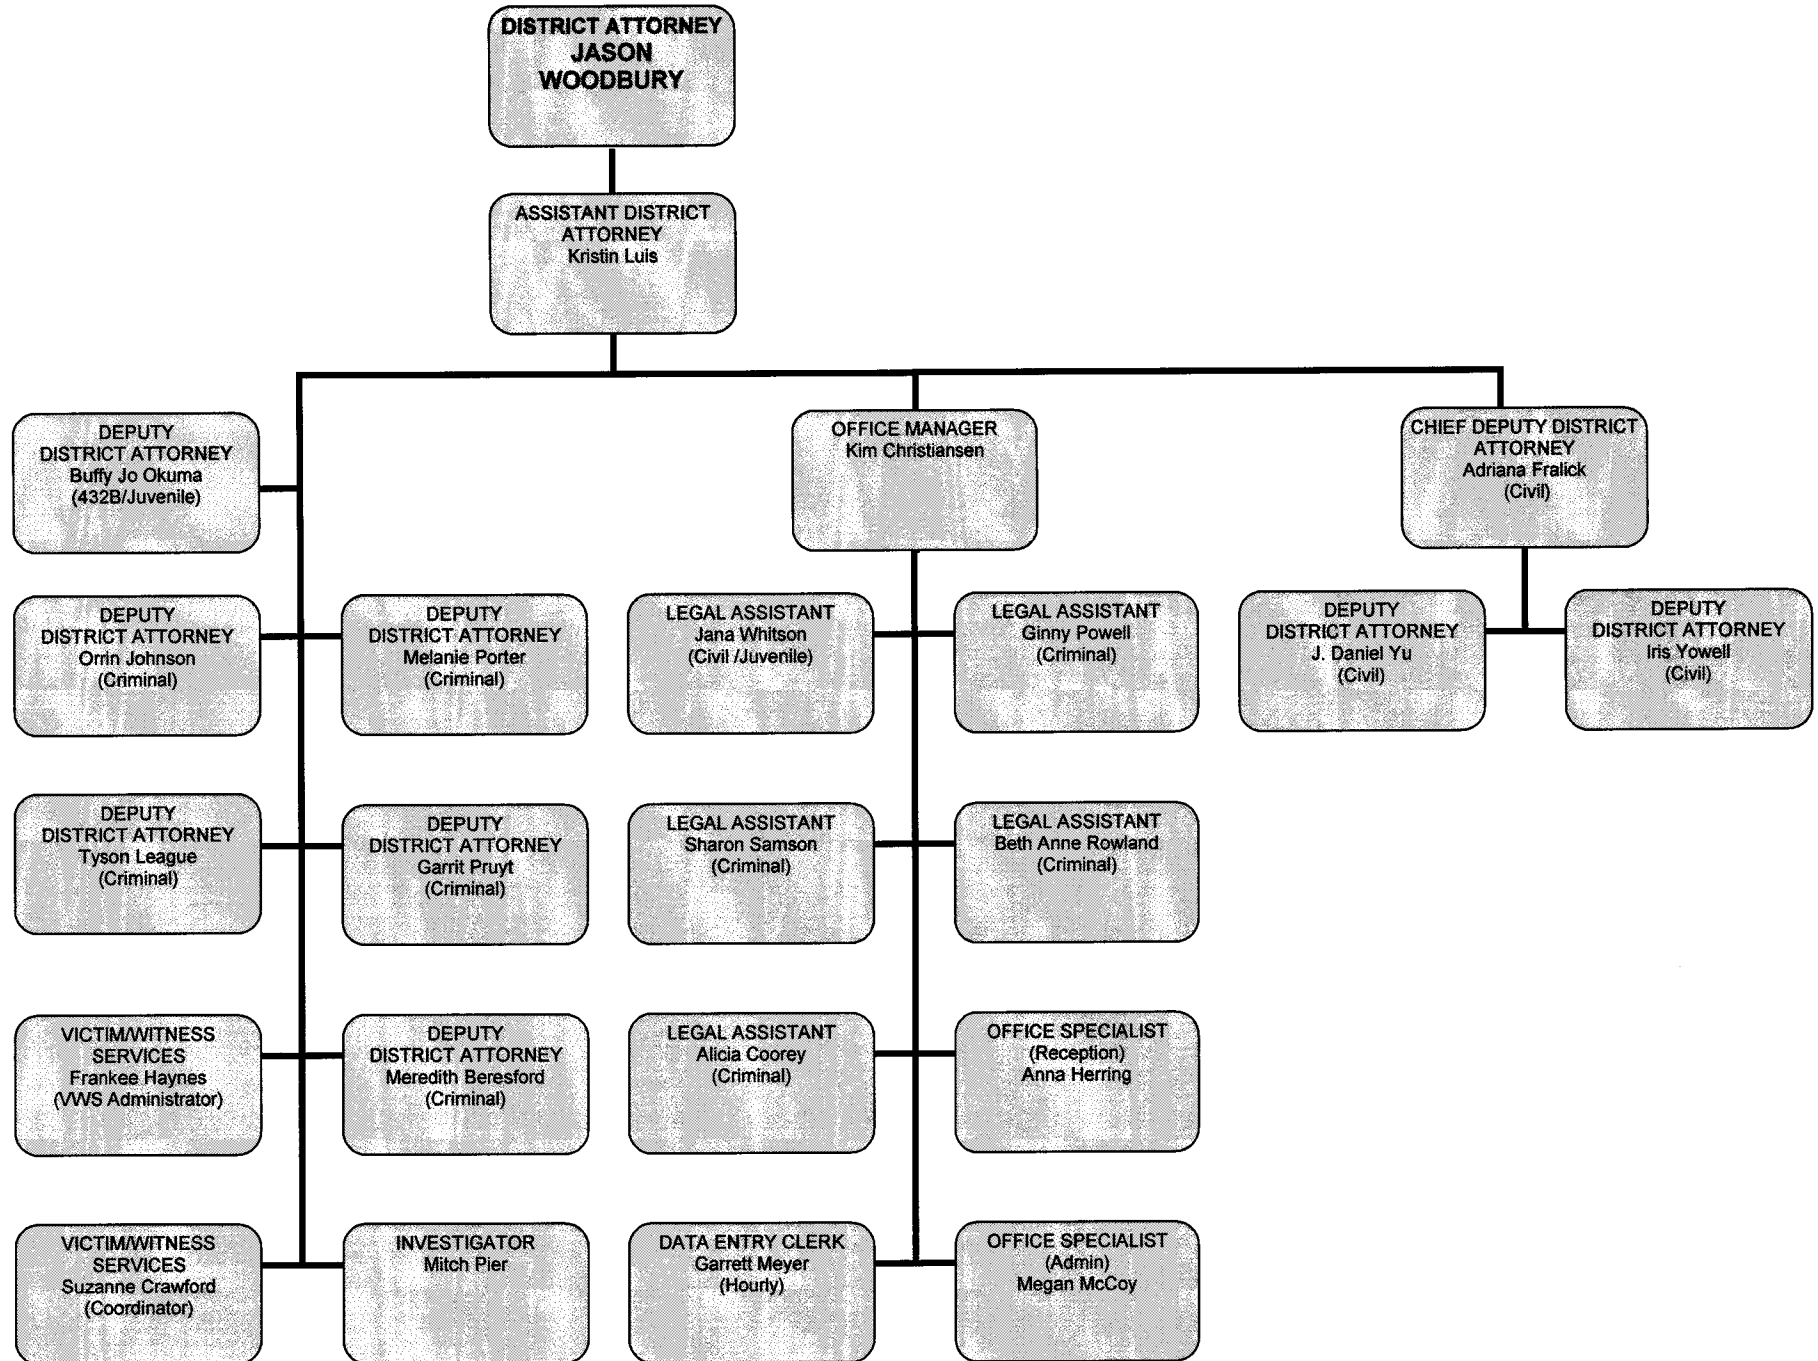 DISTRICT ATTORNEY
JASON
WOODBURY
ASSISTANT DISTRICT
ATTORNEY
Kristin Luis
DEPUTY
DISTRICT ATTORNEY
Buffy Jo Okuma
(432B/Juvenile)
OFFICE MANAGER
Kim Christiansen
CHIEF DEPUTY DISTRICT
ATTORNEY
Adriana Fralick
(Civil)
DEPUTY
DISTRICT ATTORNEY
Orrin Johnson
(Criminal)
DEPUTY
DISTRICT ATTORNEY
Melanie Porter
(Criminal)
LEGAL ASSISTANT
Jana Whitson
(Civil /Juvenile)
LEGAL ASSISTANT
Ginny Powell
(Criminal)
DEPUTY
DISTRICT ATTORNEY
J. Daniel Yu
(Civil)
DEPUTY
DISTRICT ATTORNEY
Iris Yowell
(Civil)
DEPUTY
DISTRICT ATTORNEY
Tyson League
(Criminal)
DEPUTY
DISTRICT ATTORNEY
Garrit Pruyt
(Criminal)
LEGAL ASSISTANT
Sharon Samson
(Criminal)
LEGAL ASSISTANT
Beth Anne Rowland
(Criminal)
VICTIM/WITNESS
SERVICES
Frankee Haynes
(VWS Administrator)
DEPUTY
DISTRICT ATTORNEY
Meredith Beresford
(Criminal)
LEGAL ASSISTANT
Alicia Coorey
(Criminal)
OFFICE SPECIALIST
(Reception)
Anna Herring
VICTIM/WITNESS
SERVICES
Suzanne Crawford
(Coordinator)
INVESTIGATOR
Mitch Pier
DATA ENTRY CLERK
Garrett Meyer
(Hourly)
OFFICE SPECIALIST
(Admin)
Megan McCoy